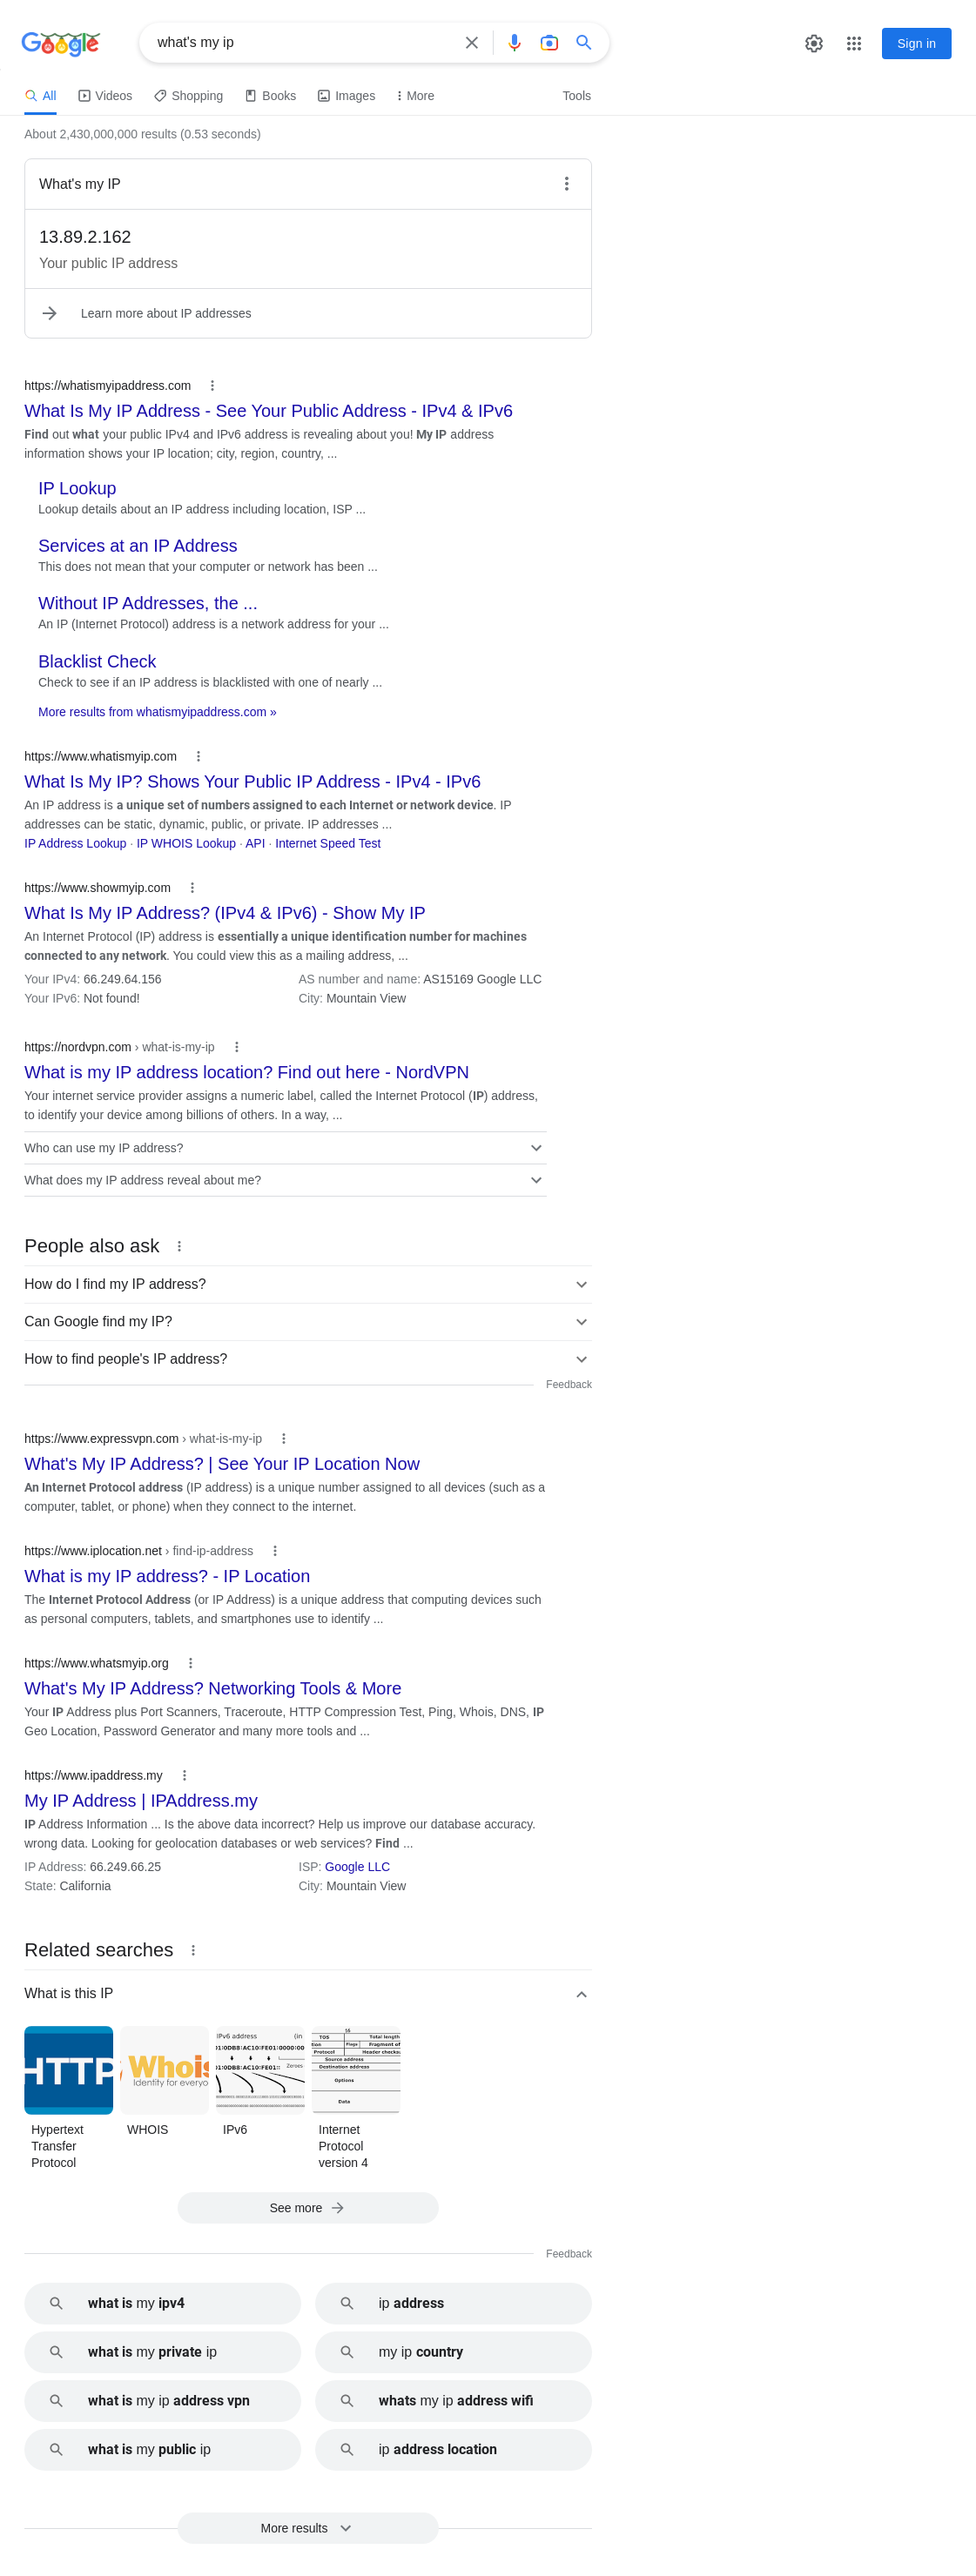 Google
what's my ip
Sign in
All
Videos
Shopping
Books
Images
More
Tools
About 2,430,000,000 results (0.53 seconds)
What's my IP
13.89.2.162
Your public IP address
Learn more about IP addresses
https://whatismyipaddress.com
What Is My IP Address - See Your Public Address - IPv4 & IPv6
Find out what your public IPv4 and IPv6 address is revealing about you! My IP address
information shows your IP location; city, region, country, ...
IP Lookup
Lookup details about an IP address including location, ISP ...
Services at an IP Address
This does not mean that your computer or network has been ...
Without IP Addresses, the ...
An IP (Internet Protocol) address is a network address for your ...
Blacklist Check
Check to see if an IP address is blacklisted with one of nearly ...
More results from whatismyipaddress.com »
https://www.whatismyip.com
What Is My IP? Shows Your Public IP Address - IPv4 - IPv6
An IP address is a unique set of numbers assigned to each Internet or network device. IP
addresses can be static, dynamic, public, or private. IP addresses ...
IP Address Lookup · IP WHOIS Lookup · API · Internet Speed Test
https://www.showmyip.com
What Is My IP Address? (IPv4 & IPv6) - Show My IP
An Internet Protocol (IP) address is essentially a unique identification number for machines
connected to any network. You could view this as a mailing address, ...
Your IPv4: 66.249.64.156
AS number and name: AS15169 Google LLC
Your IPv6: Not found!
City: Mountain View
https://nordvpn.com › what-is-my-ip
What is my IP address location? Find out here - NordVPN
Your internet service provider assigns a numeric label, called the Internet Protocol (IP) address,
to identify your device among billions of others. In a way, ...
Who can use my IP address?
What does my IP address reveal about me?
People also ask
How do I find my IP address?
Can Google find my IP?
How to find people's IP address?
Feedback
https://www.expressvpn.com › what-is-my-ip
What's My IP Address? | See Your IP Location Now
An Internet Protocol address (IP address) is a unique number assigned to all devices (such as a
computer, tablet, or phone) when they connect to the internet.
https://www.iplocation.net › find-ip-address
What is my IP address? - IP Location
The Internet Protocol Address (or IP Address) is a unique address that computing devices such
as personal computers, tablets, and smartphones use to identify ...
https://www.whatsmyip.org
What's My IP Address? Networking Tools & More
Your IP Address plus Port Scanners, Traceroute, HTTP Compression Test, Ping, Whois, DNS, IP
Geo Location, Password Generator and many more tools and ...
https://www.ipaddress.my
My IP Address | IPAddress.my
IP Address Information ... Is the above data incorrect? Help us improve our database accuracy.
wrong data. Looking for geolocation databases or web services? Find ...
IP Address: 66.249.66.25
ISP: Google LLC
State: California
City: Mountain View
Related searches
What is this IP
HTTP
Whois
Identity for everyo
IPv6 address (in
Zeroes
16
TOS Total length
tion Flags Fragment of
Protocol Header checks
Source address
Destination address
Options
Data
Hypertext
Transfer
Protocol
WHOIS
IPv6
Internet
Protocol
version 4
See more
Feedback
what is my ipv4
ip address
what is my private ip
my ip country
what is my ip address vpn
whats my ip address wifi
what is my public ip
ip address location
More results